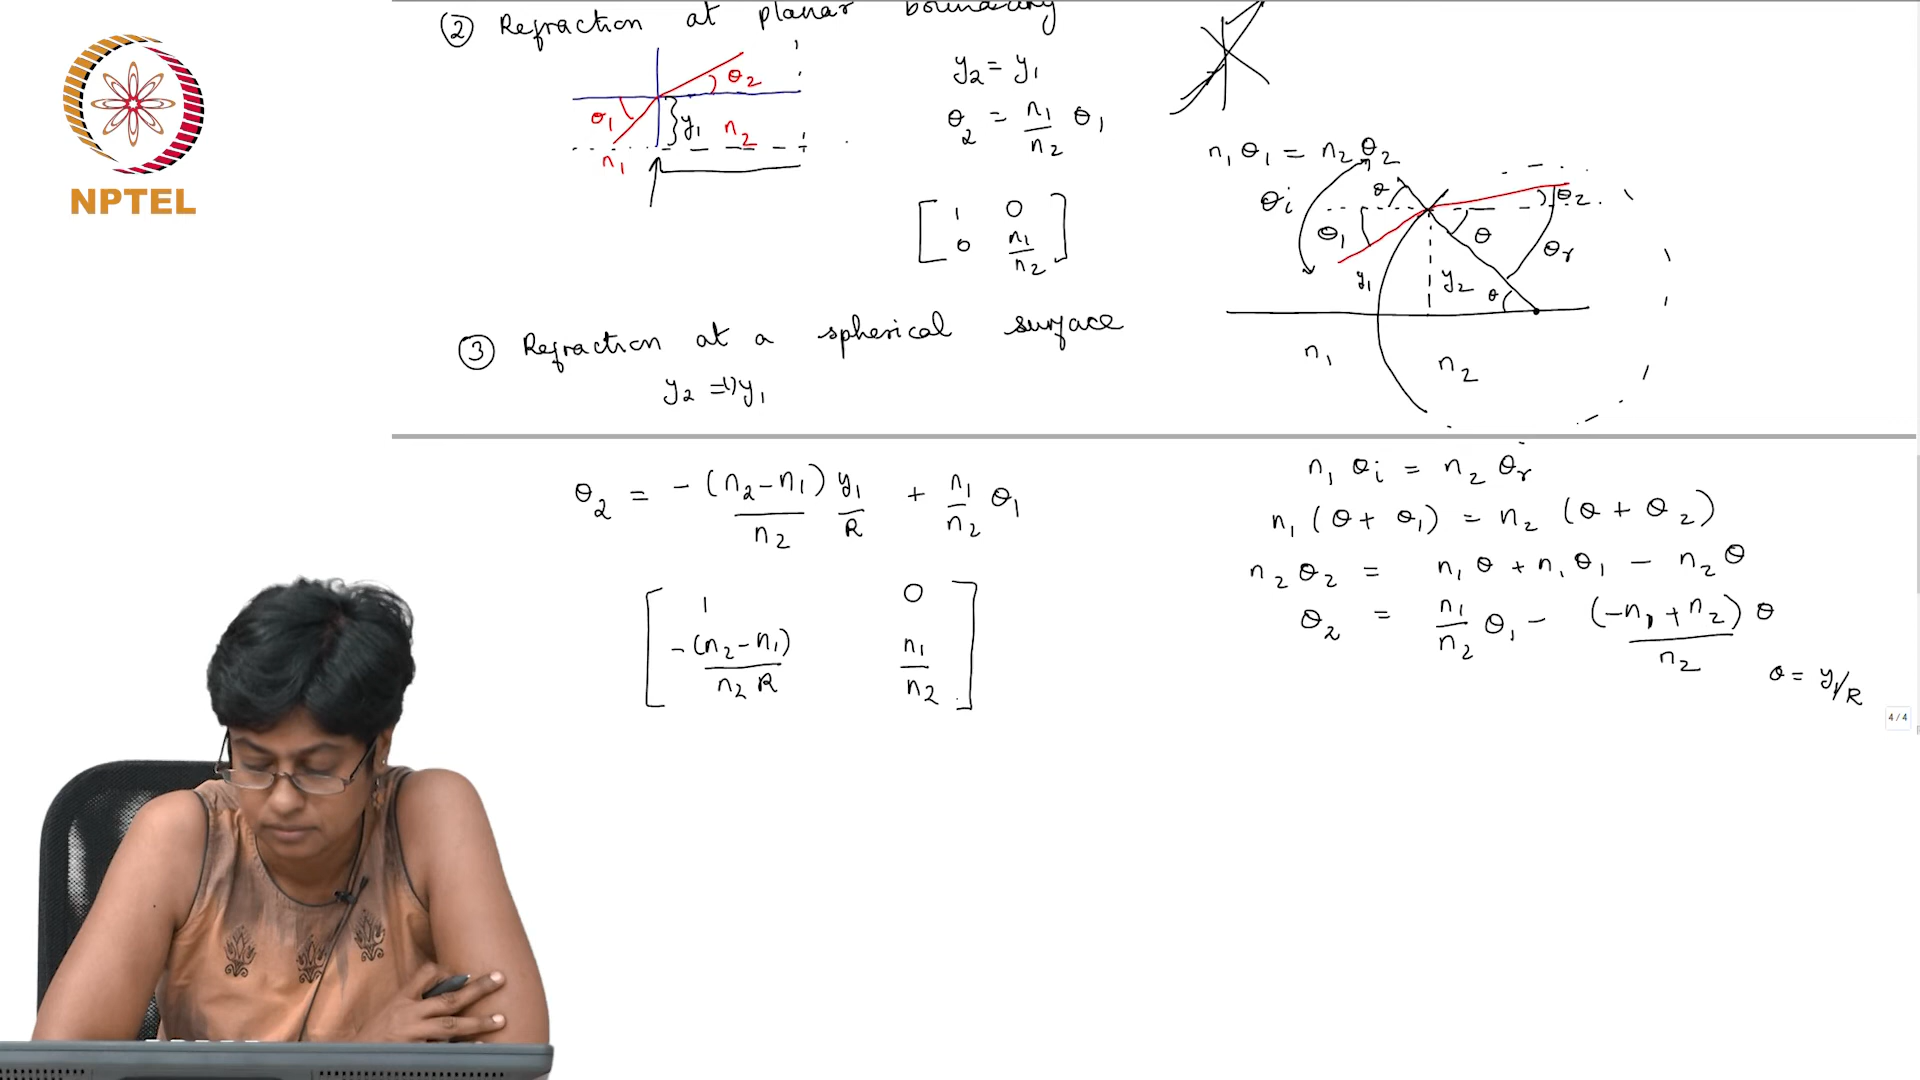 ② Refraction at planar boundary
y₂ = y₁
θ₂ = n₁/n₂ θ₁
θ₁ θ₂ y₁ n₁ n₂
[ 1 0
0 n₁/n₂ ]
n₁ θ₁ = n₂ θ₂
θi θ θ₂
θ₁ θ θr
y₁ y₂ θ
n₁ n₂
③ Refraction at a spherical surface
y₂ = y₁
θ₂ = -(n₂-n₁)/n₂ y₁/R + n₁/n₂ θ₁
[ 1 0
-(n₂-n₁)/n₂ R n₁/n₂ ]
n₁ θi = n₂ θr
n₁ (θ + θ₁) = n₂ (θ + θ₂)
n₂ θ₂ = n₁ θ + n₁ θ₁ - n₂ θ
θ₂ = n₁/n₂ θ₁ - (-n₁ + n₂) θ/n₂
θ = y/R
4 / 4
NPTEL